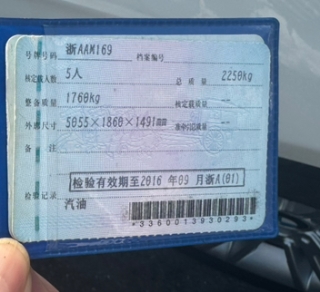 号牌号码 浙AAM169 档案编号
核定载人数 5人 总质量 2250kg
整备质量 1760kg 核定载质量 --
外廓尺寸 5055×1860×1491mm 准牵引总质量 --
备注
检验有效期至2016年09月浙A(01)
检验记录
汽油
*3360013930293*